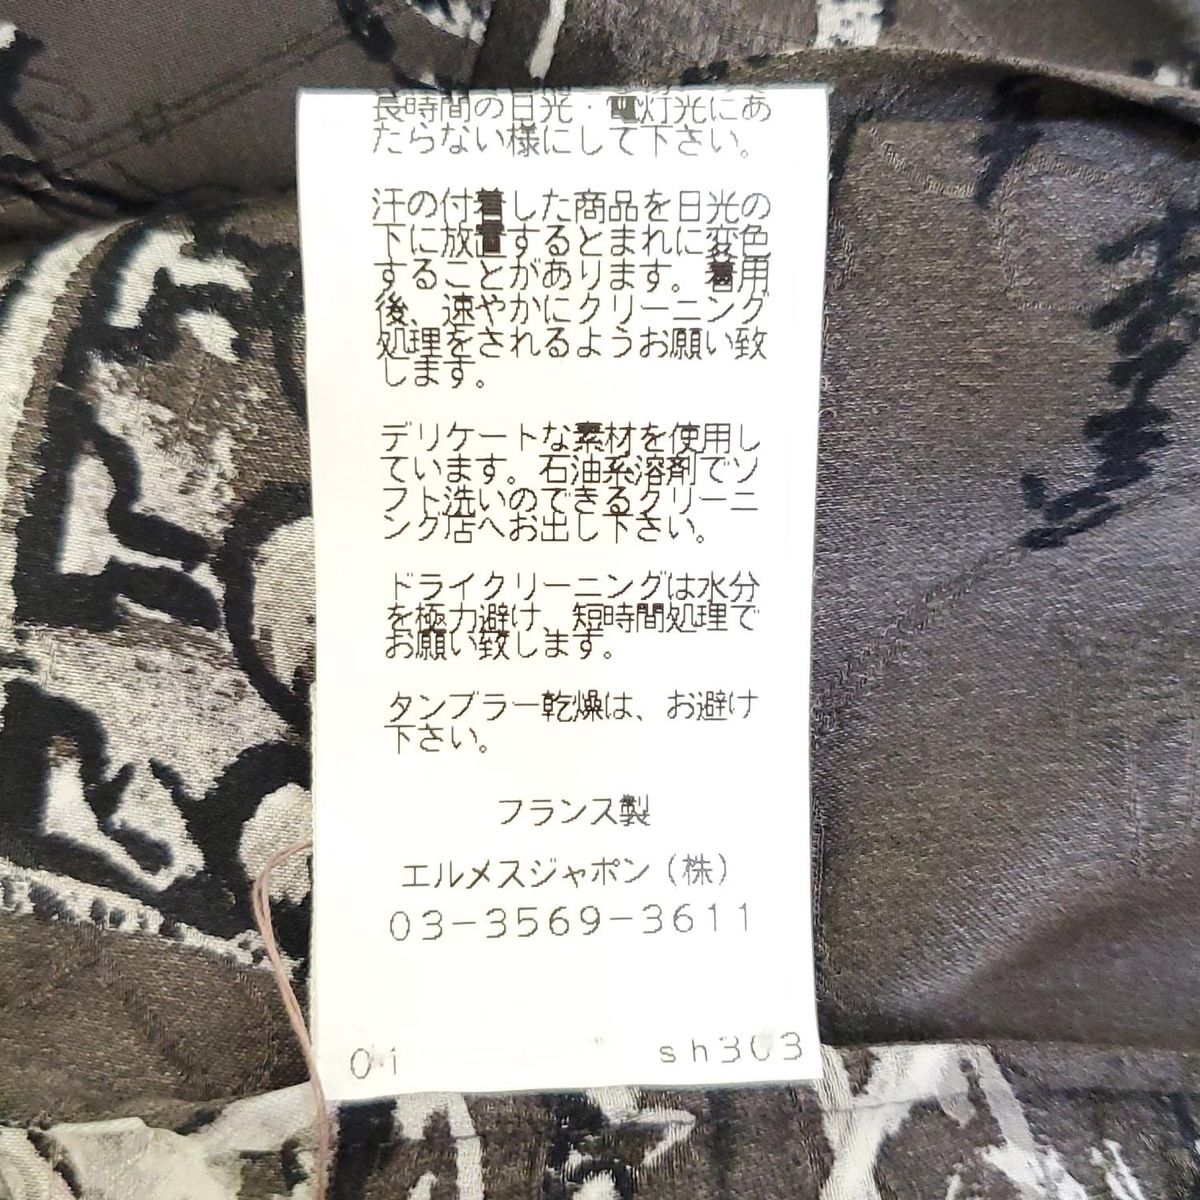 長時間の日光・電灯光にあ
たらない様にして下さい。
汗の付着した商品を日光の
下に放置するとまれに変色
することがあります。着用
後、速やかにクリーニング
処理をされるようお願い致
します。
デリケートな素材を使用し
ています。石油系溶剤でソ
フト洗いのできるクリーニ
ング店へお出し下さい。
ドライクリーニングは水分
を極力避け、短時間処理で
お願い致します。
タンブラー乾燥は、お避け
下さい。
フランス製
エルメスジャポン（株）
03-3569-3611
01 sh303